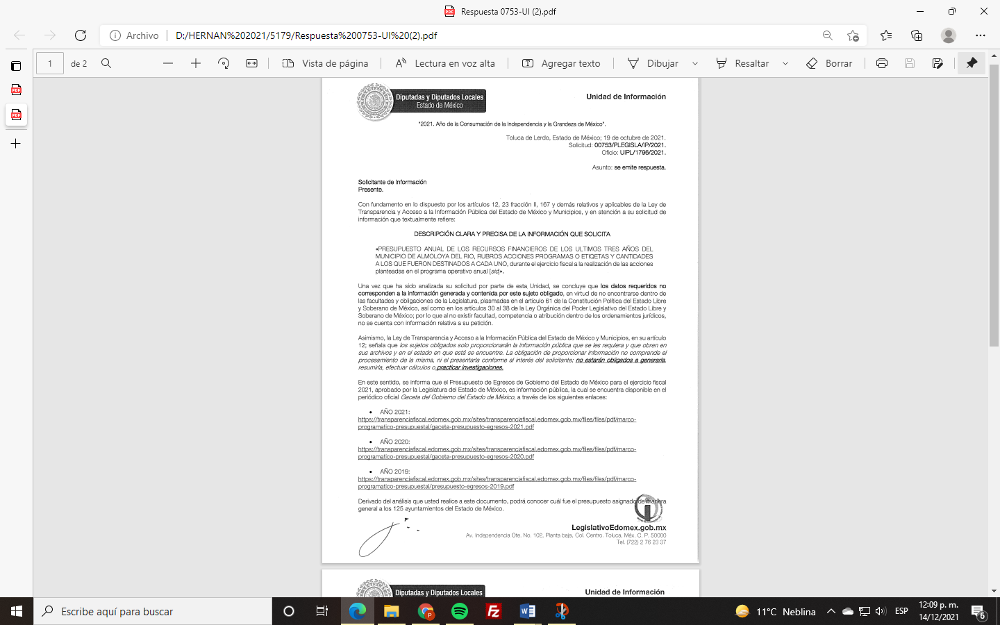 Respuesta 0753-UI (2).pdf
Archivo
D:/HERNAN%202021/5179/Respuesta%200753-UI%20(2).pdf
1 de 2
Vista de página
Lectura en voz alta
Agregar texto
Dibujar
Resaltar
Borrar
Diputadas y Diputados Locales
Estado de México
Unidad de Información
"2021. Año de la Consumación de la Independencia y la Grandeza de México".
Toluca de Lerdo, Estado de México; 19 de octubre de 2021.
Solicitud: 00753/PLEGISLA/IP/2021.
Oficio: UIPL/1796/2021.
Asunto: se emite respuesta.
Solicitante de Información
Presente.
Con fundamento en lo dispuesto por los artículos 12, 23 fracción II, 167 y demás relativos y aplicables de la Ley de
Transparencia y Acceso a la Información Pública del Estado de México y Municipios, y en atención a su solicitud de
información que textualmente refiere:
DESCRIPCIÓN CLARA Y PRECISA DE LA INFORMACIÓN QUE SOLICITA
«PRESUPUESTO ANUAL DE LOS RECURSOS FINANCIEROS DE LOS ULTIMOS TRES AÑOS DEL
MUNICIPIO DE ALMOLOYA DEL RIO, RUBROS ACCIONES PROGRAMAS O ETIQETAS Y CANTIDADES
A LOS QUE FUERON DESTINADOS A CADA UNO, durante el ejercicio fiscal a la realización de las acciones
planteadas en el programa operativo anual [sic]».
Una vez que ha sido analizada su solicitud por parte de esta Unidad, se concluye que los datos requeridos no
corresponden a la información generada y contenida por este sujeto obligado, en virtud de no encontrarse dentro de
las facultades y obligaciones de la Legislatura, plasmadas en el artículo 61 de la Constitución Política del Estado Libre
y Soberano de México, así como en los artículos 30 al 38 de la Ley Orgánica del Poder Legislativo del Estado Libre y
Soberano de México; por lo que al no existir facultad, competencia o atribución dentro de los ordenamientos jurídicos,
no se cuenta con información relativa a su petición.
Asimismo, la Ley de Transparencia y Acceso a la Información Pública del Estado de México y Municipios, en su artículo
12; señala que los sujetos obligados solo proporcionarán la información pública que se les requiera y que obren en
sus archivos y en el estado en que está se encuentre. La obligación de proporcionar información no comprende el
procesamiento de la misma, ni el presentarla conforme al interés del solicitante; no estarán obligados a generarla,
resumirla, efectuar cálculos o practicar investigaciones.
En este sentido, se informa que el Presupuesto de Egresos de Gobierno del Estado de México para el ejercicio fiscal
2021, aprobado por la Legislatura del Estado de México, es información pública, la cual se encuentra disponible en el
periódico oficial Gaceta del Gobierno del Estado de México, a través de los siguientes enlaces:
• AÑO 2021:
https://transparenciafiscal.edomex.gob.mx/sites/transparenciafiscal.edomex.gob.mx/files/files/pdf/marco-
programatico-presupuestal/gaceta-presupuesto-egresos-2021.pdf
• AÑO 2020:
https://transparenciafiscal.edomex.gob.mx/sites/transparenciafiscal.edomex.gob.mx/files/files/pdf/marco-
programatico-presupuestal/gaceta-presupuesto-egresos-2020.pdf
• AÑO 2019:
https://transparenciafiscal.edomex.gob.mx/sites/transparenciafiscal.edomex.gob.mx/files/files/pdf/marco-
programatico-presupuestal/presupuesto-egresos-2019.pdf
Derivado del análisis que usted realice a este documento, podrá conocer cuál fue el presupuesto asignado de manera
general a los 125 ayuntamientos del Estado de México.
LegislativoEdomex.gob.mx
Av. Independencia Ote. No. 102, Planta baja, Col. Centro. Toluca, Méx. C. P. 50000
Tel. (722) 2 76 23 37
Diputadas y Diputados Locales
Unidad de Información
Escribe aquí para buscar
11°C Neblina
ESP
12:09 p. m.
14/12/2021
6